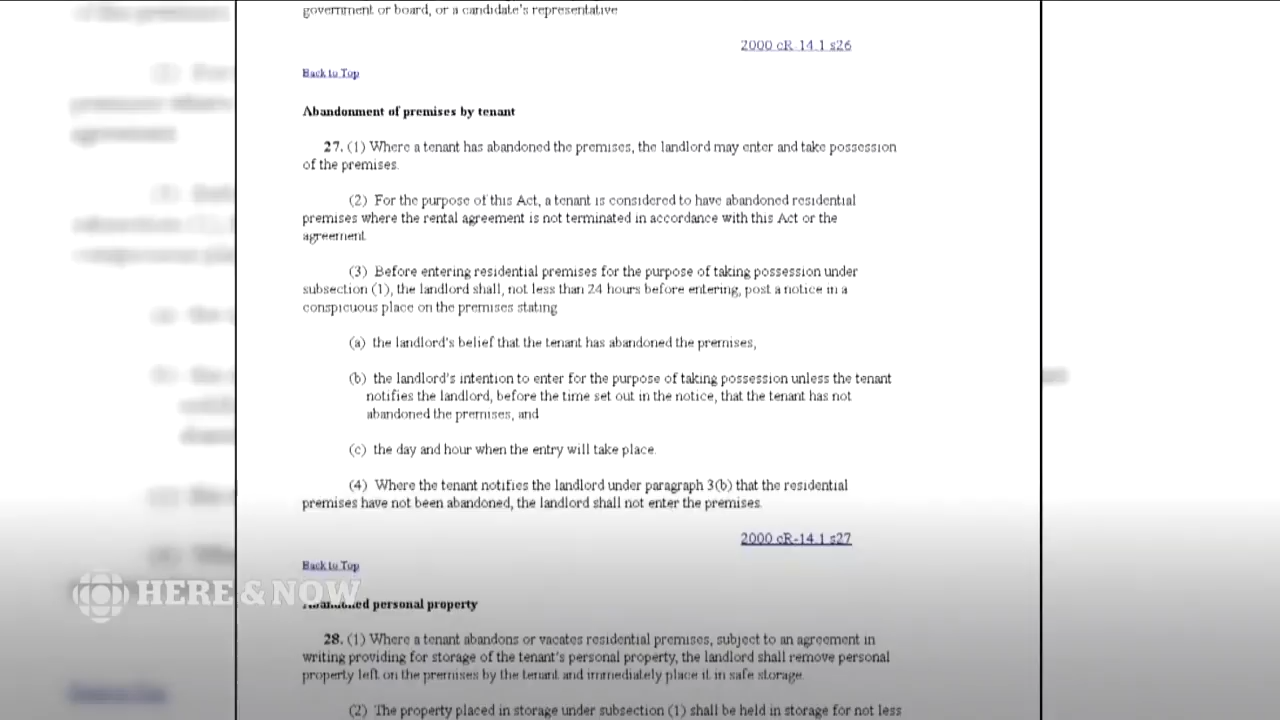 government or board, or a candidate's representative
2000 cR-14.1 s26
Back to Top
Abandonment of premises by tenant
27. (1) Where a tenant has abandoned the premises, the landlord may enter and take possession
of the premises.
(2) For the purpose of this Act, a tenant is considered to have abandoned residential
premises where the rental agreement is not terminated in accordance with this Act or the
agreement.
(3) Before entering residential premises for the purpose of taking possession under
subsection (1), the landlord shall, not less than 24 hours before entering, post a notice in a
conspicuous place on the premises stating
(a) the landlord's belief that the tenant has abandoned the premises,
(b) the landlord's intention to enter for the purpose of taking possession unless the tenant
notifies the landlord, before the time set out in the notice, that the tenant has not
abandoned the premises, and
(c) the day and hour when the entry will take place.
(4) Where the tenant notifies the landlord under paragraph 3(b) that the residential
premises have not been abandoned, the landlord shall not enter the premises.
2000 cR-14.1 s27
Back to Top
HERE & NOW
Abandoned personal property
28. (1) Where a tenant abandons or vacates residential premises, subject to an agreement in
writing providing for storage of the tenant's personal property, the landlord shall remove personal
property left on the premises by the tenant and immediately place it in safe storage.
(2) The property placed in storage under subsection (1) shall be held in storage for not less